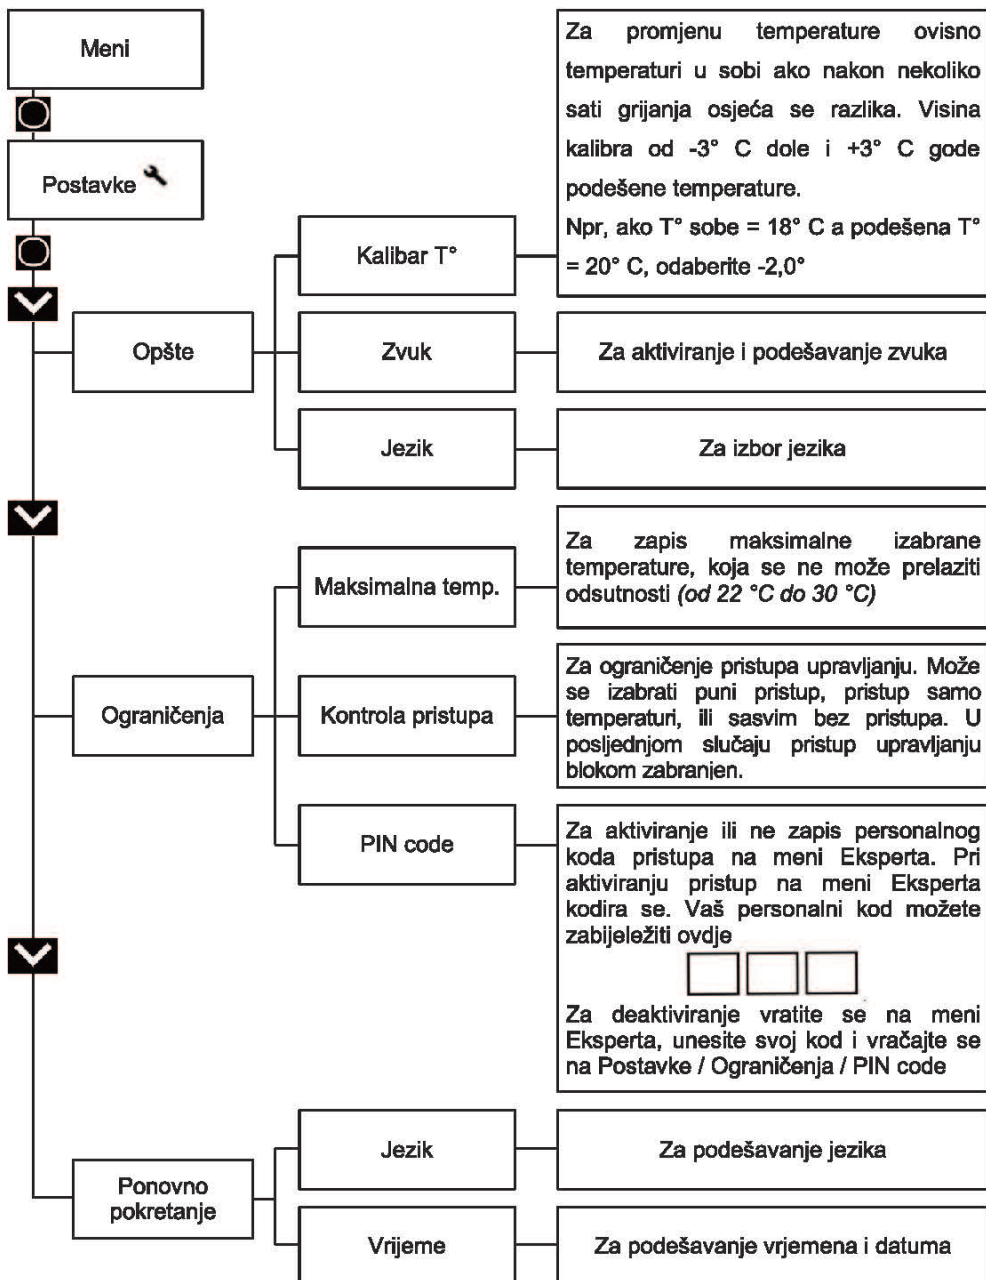 Meni
Postavke
Opšte
Kalibar T°
Za promjenu temperature ovisno
temperaturi u sobi ako nakon nekoliko
sati grijanja osjeća se razlika. Visina
kalibra od -3° C dole i +3° C gode
podešene temperature.
Npr, ako T° sobe = 18° C a podešena T°
= 20° C, odaberite -2,0°
Zvuk
Za aktiviranje i podešavanje zvuka
Jezik
Za izbor jezika
Ograničenja
Maksimalna temp.
Za zapis maksimalne izabrane
temperature, koja se ne može prelaziti
odsutnosti (od 22 °C do 30 °C)
Kontrola pristupa
Za ograničenje pristupa upravljanju. Može
se izabrati puni pristup, pristup samo
temperaturi, ili sasvim bez pristupa. U
posljednjom slučaju pristup upravljanju
blokom zabranjen.
PIN code
Za aktiviranje ili ne zapis personalnog
koda pristupa na meni Eksperta. Pri
aktiviranju pristup na meni Eksperta
kodira se. Vaš personalni kod možete
zabijeležiti ovdje
Za deaktiviranje vratite se na meni
Eksperta, unesite svoj kod i vračajte se
na Postavke / Ograničenja / PIN code
Ponovno
pokretanje
Jezik
Za podešavanje jezika
Vrijeme
Za podešavanje vrjemena i datuma